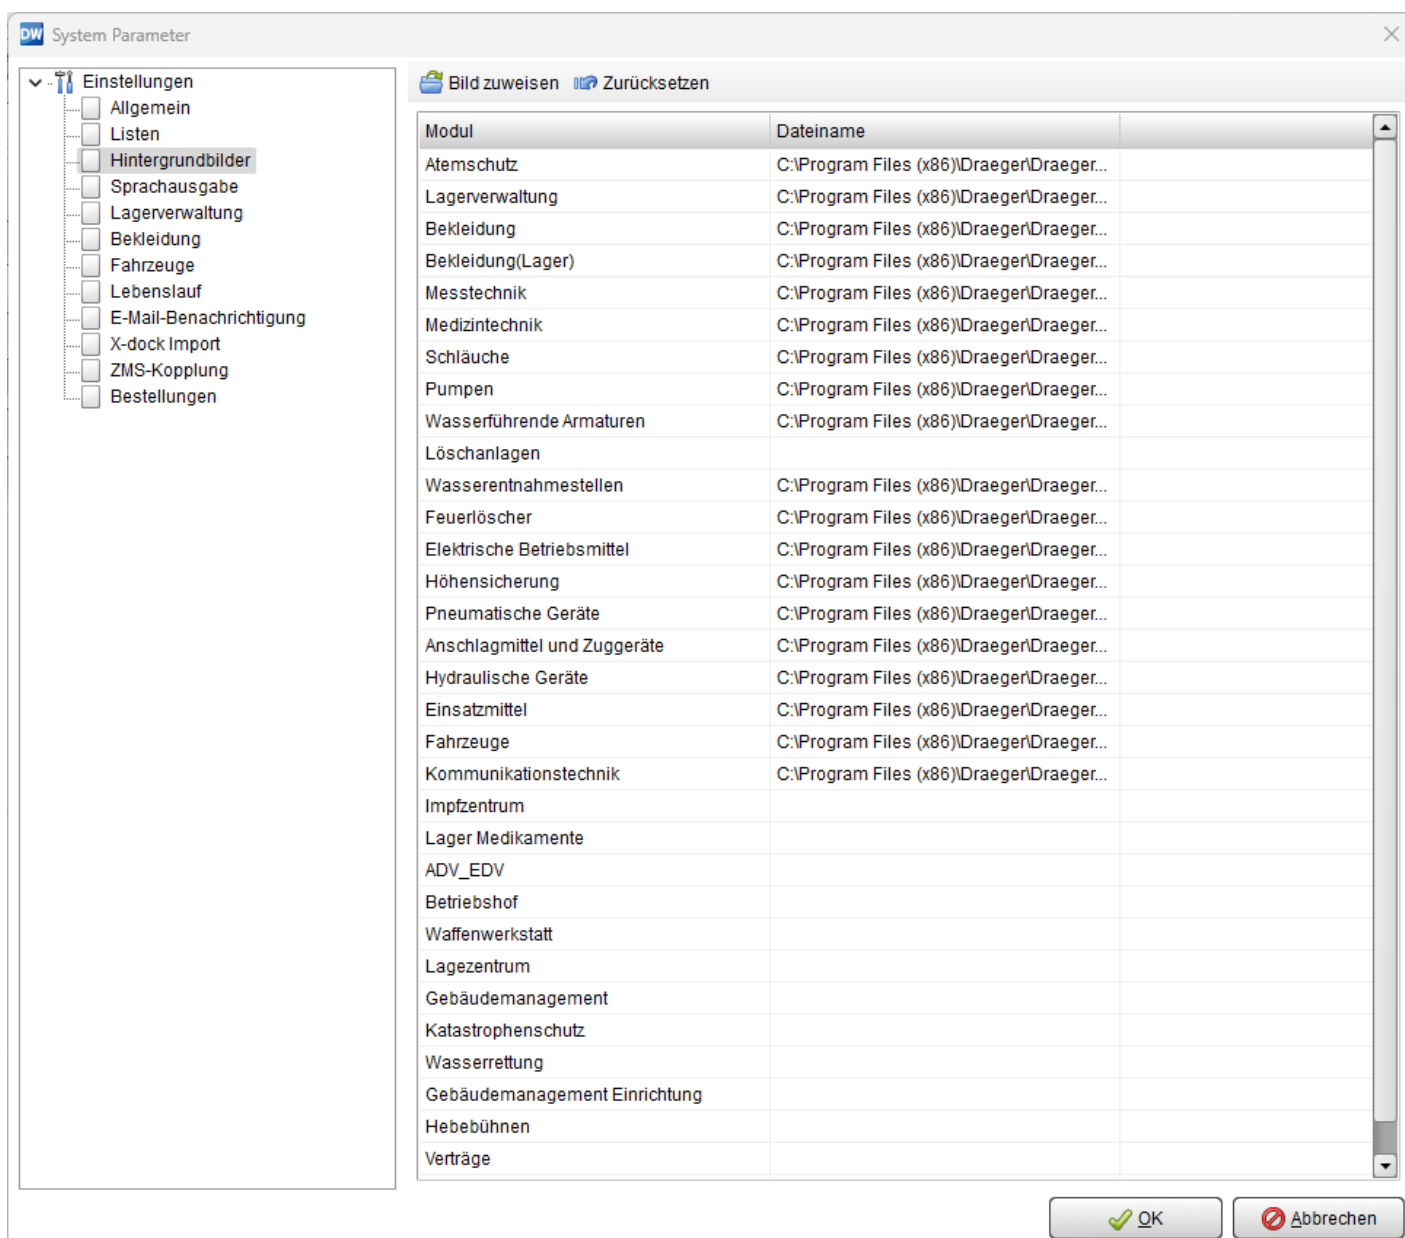 DW System Parameter
Einstellungen
Allgemein
Listen
Hintergrundbilder
Sprachausgabe
Lagerverwaltung
Bekleidung
Fahrzeuge
Lebenslauf
E-Mail-Benachrichtigung
X-dock Import
ZMS-Kopplung
Bestellungen
Bild zuweisen Zurücksetzen
Modul Dateiname
Atemschutz C:\Program Files (x86)\Draeger\Draeger...
Lagerverwaltung C:\Program Files (x86)\Draeger\Draeger...
Bekleidung C:\Program Files (x86)\Draeger\Draeger...
Bekleidung(Lager) C:\Program Files (x86)\Draeger\Draeger...
Messtechnik C:\Program Files (x86)\Draeger\Draeger...
Medizintechnik C:\Program Files (x86)\Draeger\Draeger...
Schläuche C:\Program Files (x86)\Draeger\Draeger...
Pumpen C:\Program Files (x86)\Draeger\Draeger...
Wasserführende Armaturen C:\Program Files (x86)\Draeger\Draeger...
Löschanlagen
Wasserentnahmestellen C:\Program Files (x86)\Draeger\Draeger...
Feuerlöscher C:\Program Files (x86)\Draeger\Draeger...
Elektrische Betriebsmittel C:\Program Files (x86)\Draeger\Draeger...
Höhensicherung C:\Program Files (x86)\Draeger\Draeger...
Pneumatische Geräte C:\Program Files (x86)\Draeger\Draeger...
Anschlagmittel und Zuggeräte C:\Program Files (x86)\Draeger\Draeger...
Hydraulische Geräte C:\Program Files (x86)\Draeger\Draeger...
Einsatzmittel C:\Program Files (x86)\Draeger\Draeger...
Fahrzeuge C:\Program Files (x86)\Draeger\Draeger...
Kommunikationstechnik C:\Program Files (x86)\Draeger\Draeger...
Impfzentrum
Lager Medikamente
ADV_EDV
Betriebshof
Waffenwerkstatt
Lagezentrum
Gebäudemanagement
Katastrophenschutz
Wasserrettung
Gebäudemanagement Einrichtung
Hebebühnen
Verträge
OK Abbrechen